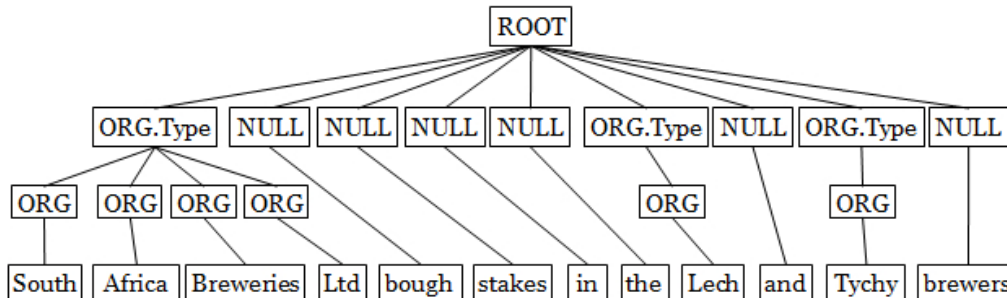 ROOT
ORG.Type NULL NULL NULL NULL ORG.Type NULL ORG.Type NULL
ORG ORG ORG ORG ORG ORG
South Africa Breweries Ltd bough stakes in the Lech and Tychy brewers